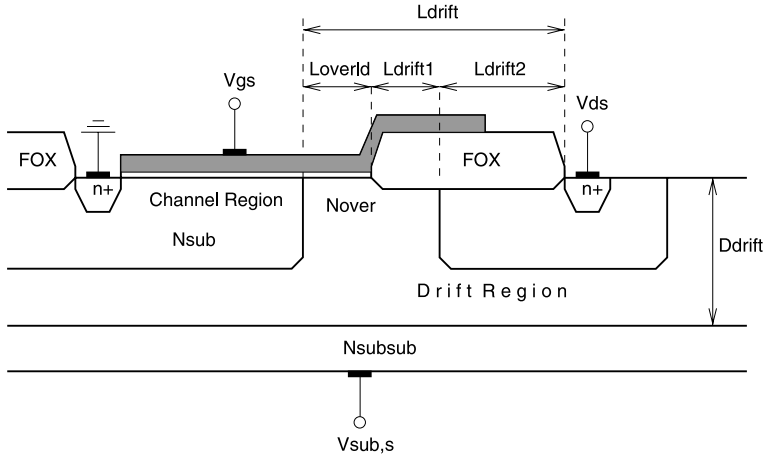 Ldrift
Loverld
Ldrift1
Ldrift2
Vgs
Vds
FOX
FOX
n+
n+
Channel Region
Nover
Nsub
Ddrift
Drift Region
Nsubsub
Vsub,s